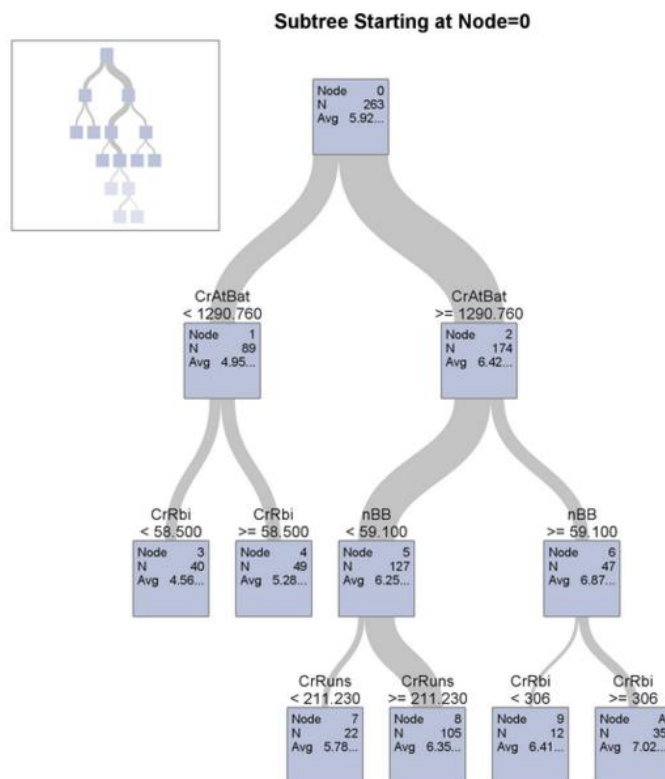 Subtree Starting at Node=0
Node 0
N 263
Avg 5.92...
CrAtBat
< 1290.760
CrAtBat
>= 1290.760
Node 1
N 89
Avg 4.95...
Node 2
N 174
Avg 6.42...
CrRbi
< 58.500
CrRbi
>= 58.500
nBB
< 59.100
nBB
>= 59.100
Node 3
N 40
Avg 4.56...
Node 4
N 49
Avg 5.28...
Node 5
N 127
Avg 6.25...
Node 6
N 47
Avg 6.87...
CrRuns
< 211.230
CrRuns
>= 211.230
CrRbi
< 306
CrRbi
>= 306
Node 7
N 22
Avg 5.78...
Node 8
N 105
Avg 6.35...
Node 9
N 12
Avg 6.41...
Node A
N 35
Avg 7.02...